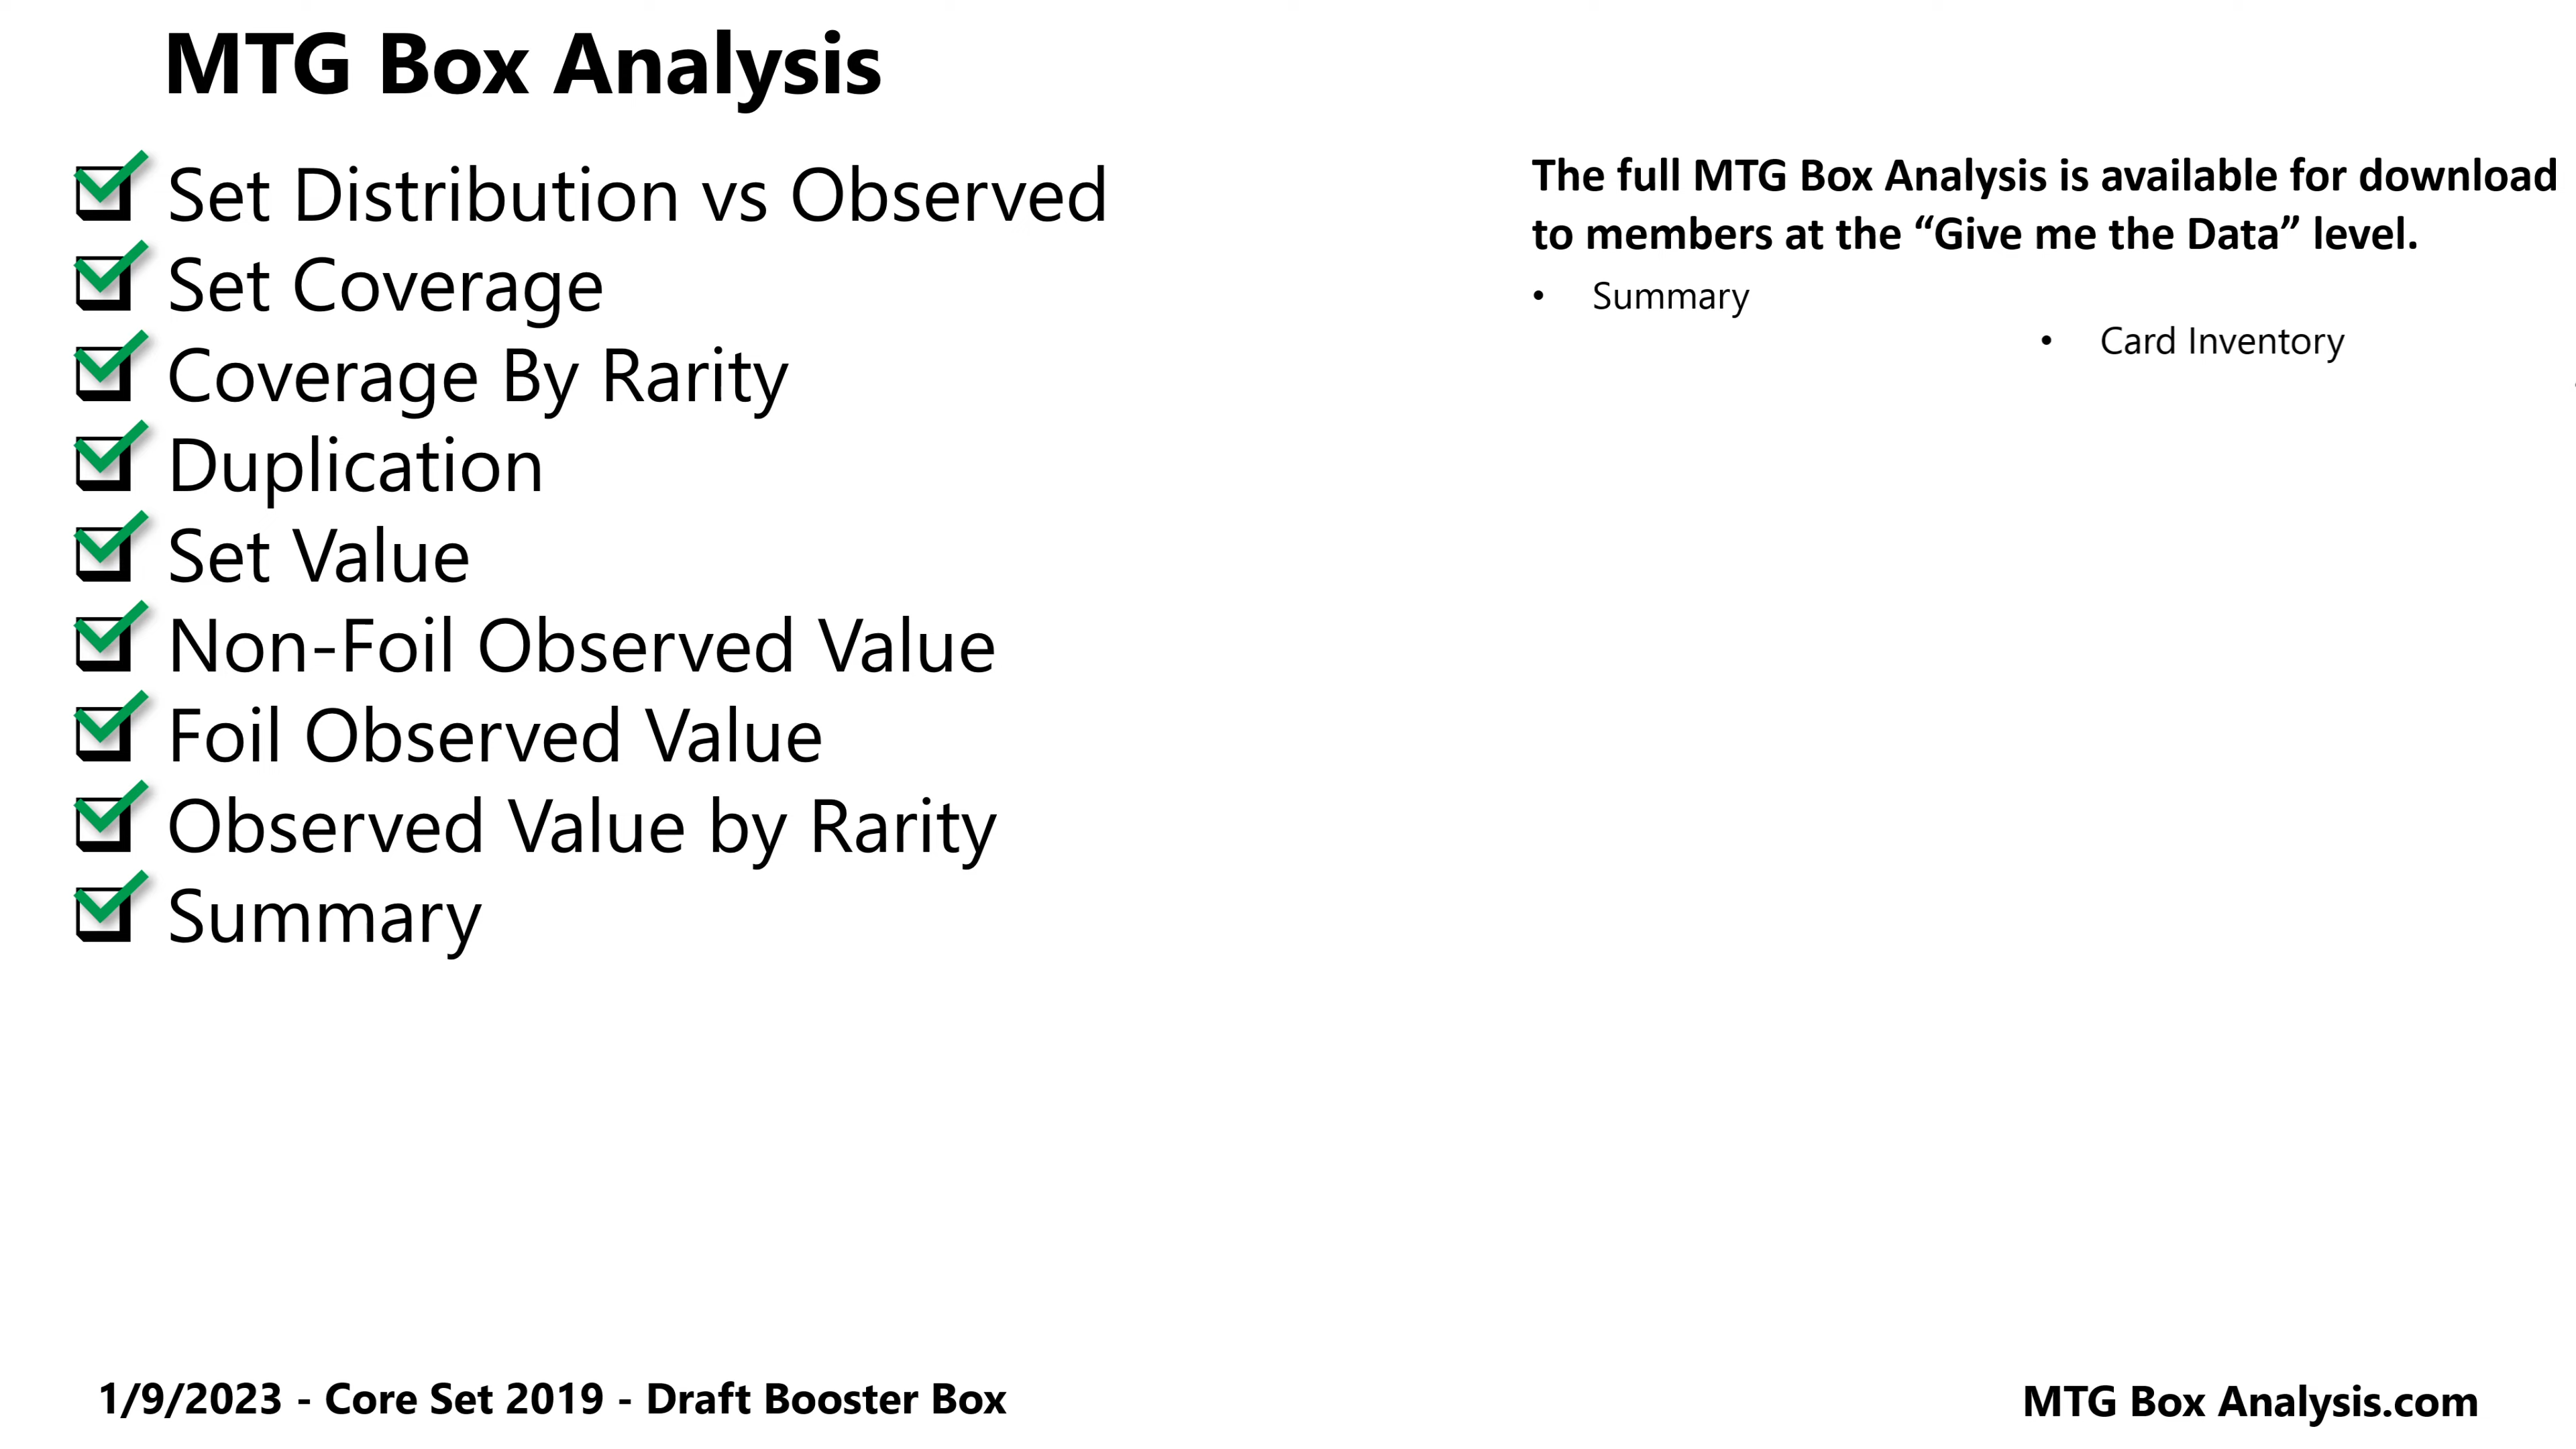 MTG Box Analysis
Set Distribution vs Observed
Set Coverage
Coverage By Rarity
Duplication
Set Value
Non-Foil Observed Value
Foil Observed Value
Observed Value by Rarity
Summary
The full MTG Box Analysis is available for download
to members at the “Give me the Data” level.
• Summary
• Card Inventory
1/9/2023 - Core Set 2019 - Draft Booster Box
MTG Box Analysis.com